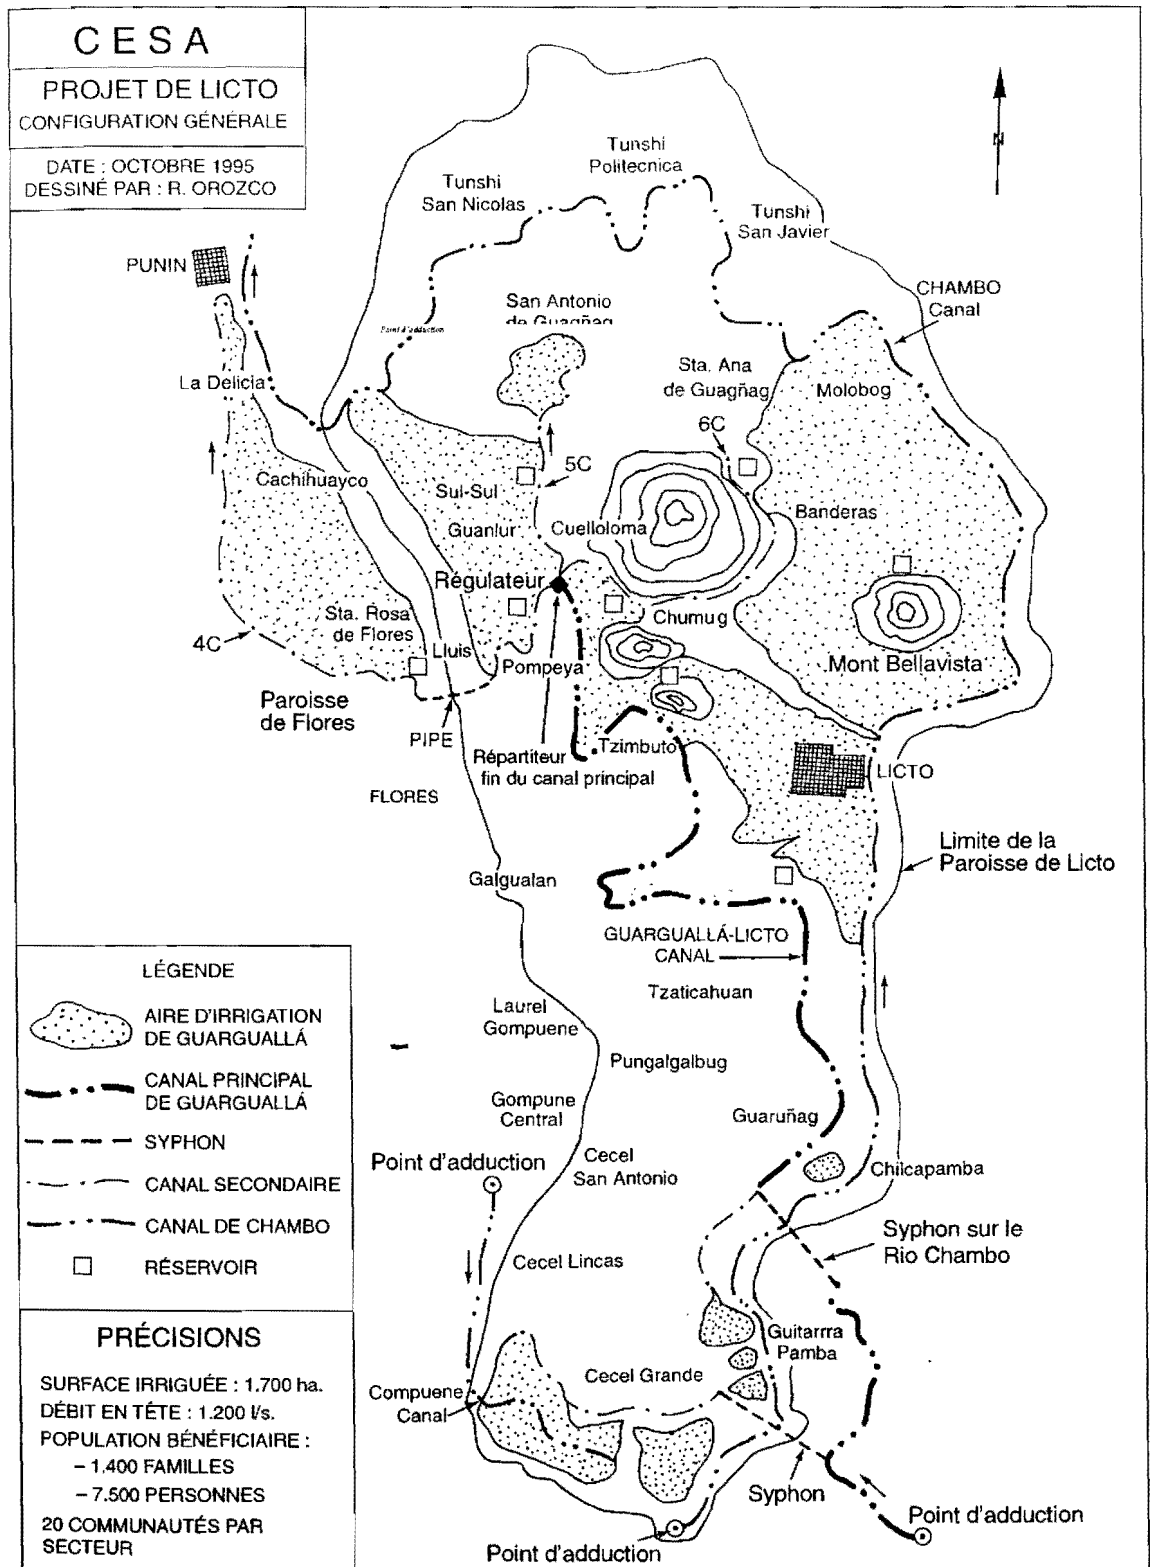 CESA
PROJET DE LICTO
CONFIGURATION GÉNÉRALE
DATE : OCTOBRE 1995
DESSINÉ PAR : R. OROZCO
N
Tunshi
Politecnica
Tunshi
San Nicolas
Tunshi
San Javier
PUNIN
CHAMBO
Canal
San Antonio
de Guagñag
Point d'adduction
Sta. Ana
de Guagñag
Molobog
La Delicia
6C
5C
Cachihuayco
Sul-Sul
Guanlur
Cuelloloma
Banderas
Régulateur
Sta. Rosa
de Flores
Chumug
4C
Lluis
Pompeya
Mont Bellavista
Paroisse
de Flores
PIPE
Répartiteur
fin du canal principal
Tzimbuto
LICTO
FLORES
Limite de la
Paroisse de Licto
Galgualan
GUARGUALLÁ-LICTO
CANAL
Tzaticahuan
Laurel
Gompuene
Pungalgalbug
Gompune
Central
Guaruñag
Point d'adduction
Cecel
San Antonio
Chilcapamba
Syphon sur le
Rio Chambo
Cecel Lincas
Guitarrra
Pamba
Cecel Grande
Compuene
Canal
Syphon
Point d'adduction
Point d'adduction
LÉGENDE
AIRE D'IRRIGATION
DE GUARGUALLÁ
CANAL PRINCIPAL
DE GUARGUALLÁ
SYPHON
CANAL SECONDAIRE
CANAL DE CHAMBO
RÉSERVOIR
PRÉCISIONS
SURFACE IRRIGUÉE : 1.700 ha.
DÉBIT EN TÊTE : 1.200 l/s.
POPULATION BÉNÉFICIAIRE :
– 1.400 FAMILLES
– 7.500 PERSONNES
20 COMMUNAUTÉS PAR
SECTEUR